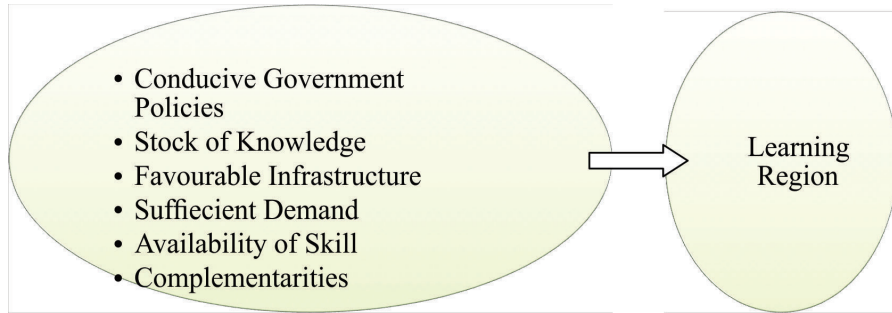 • Conducive Government
Policies
• Stock of Knowledge
• Favourable Infrastructure
• Suffiecient Demand
• Availability of Skill
• Complementarities
Learning
Region